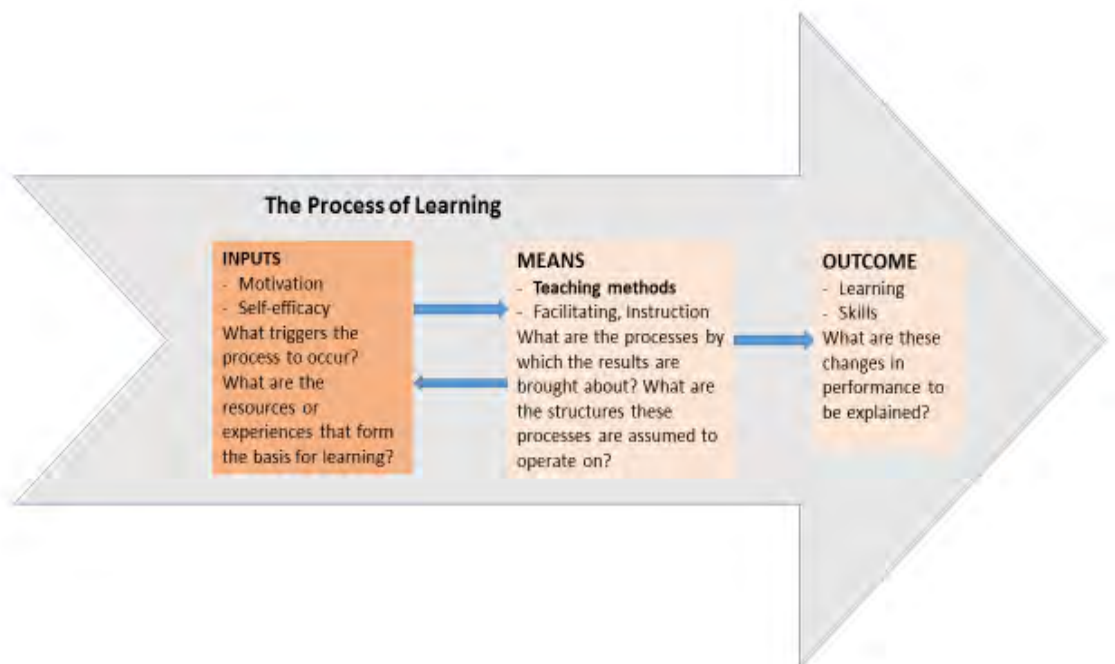 The Process of Learning
INPUTS
- Motivation
- Self-efficacy
What triggers the
process to occur?
What are the
resources or
experiences that form
the basis for learning?
MEANS
- Teaching methods
- Facilitating, Instruction
What are the processes by
which the results are
brought about? What are
the structures these
processes are assumed to
operate on?
OUTCOME
- Learning
- Skills
What are these
changes in
performance to
be explained?